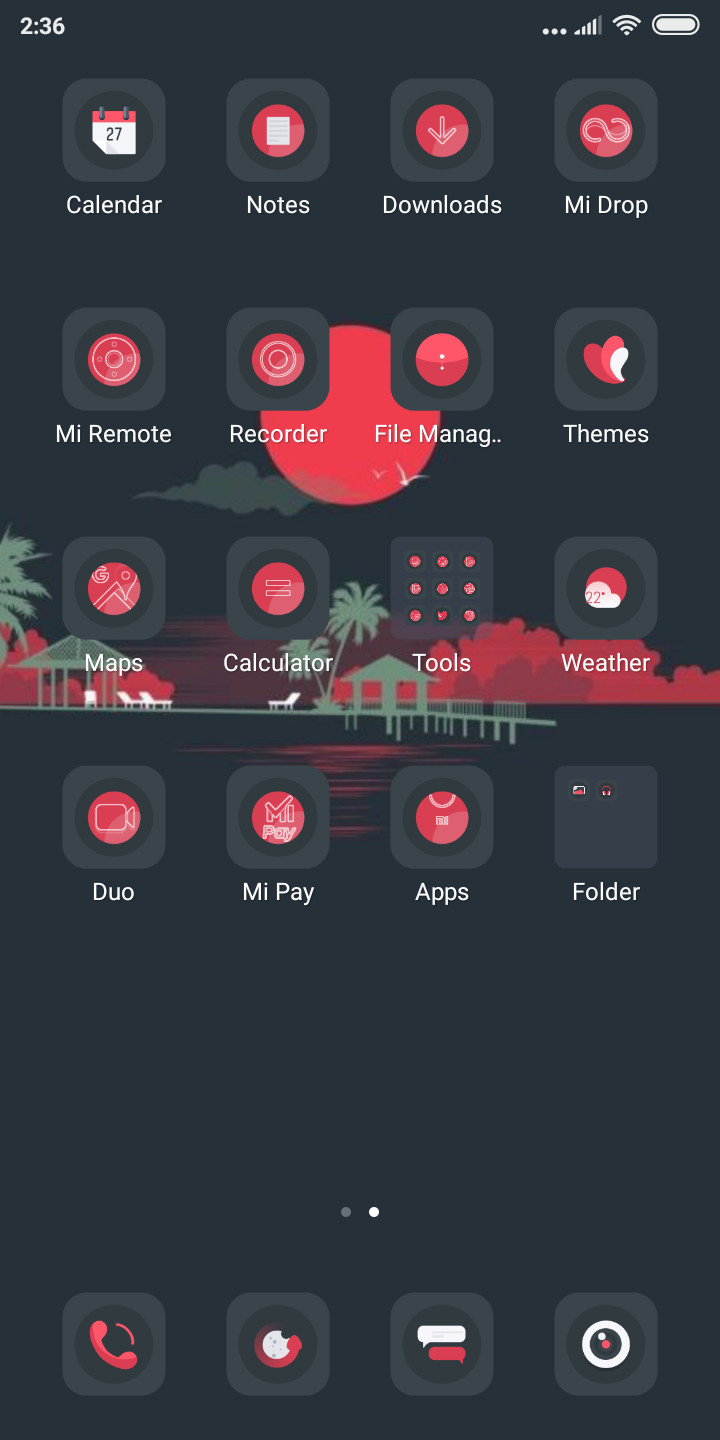 2:36
27
Calendar
Notes
Downloads
Mi Drop
Mi Remote
Recorder
File Manag..
Themes
G
22°
Maps
Calculator
Tools
Weather
Mi
Pay
MI
Duo
Mi Pay
Apps
Folder